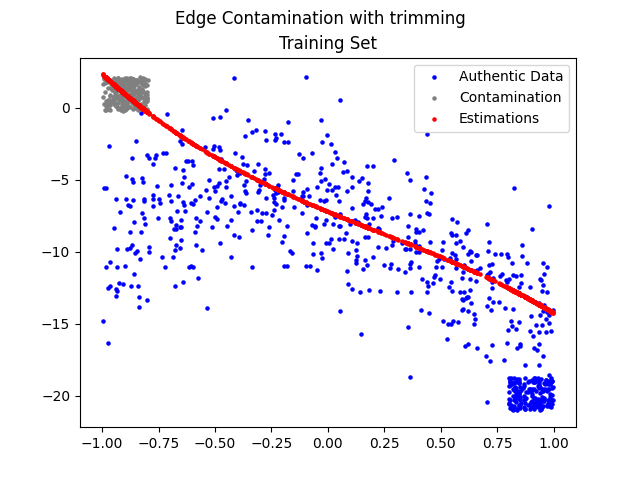 Edge Contamination with trimming
Training Set
Authentic Data
Contamination
Estimations
0
−5
−10
−15
−20
−1.00 −0.75 −0.50 −0.25 0.00 0.25 0.50 0.75 1.00